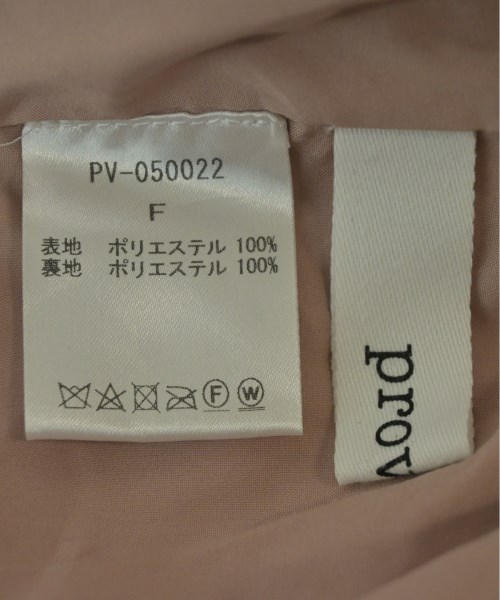 PV-050022
F
表地 ポリエステル 100%
裏地 ポリエステル 100%
F W
prov